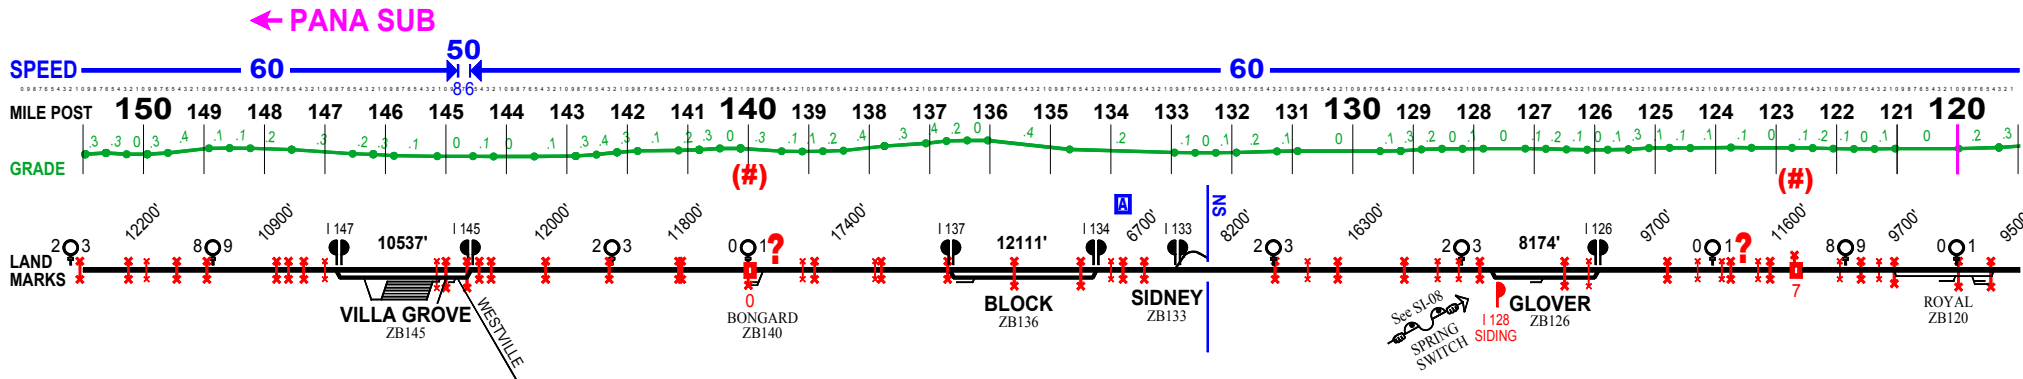 PANA SUB
SPEED 60 50 60
86
MILE POST 150 149 148 147 146 145 144 143 142 141 140 139 138 137 136 135 134 133 132 131 130 129 128 127 126 125 124 123 122 121 120
GRADE
(#) (#)
A
SN
12200' 10900' 12000' 11800' 17400' 6700' 8200' 16300' 9700' 11600' 9700' 9500'
I 147 10537' I 145 I 137 12111' I 134 I 133 8174' I 126
2 3 8 9 2 3 0 1 ? 2 3 2 3 0 1 ? 8 9 0 1
LAND
MARKS
VILLA GROVE
ZB145
WESTVILLE
0
BONGARD
ZB140
BLOCK
ZB136
SIDNEY
ZB133
See SI-08
SPRING
SWITCH
I 128
SIDING
GLOVER
ZB126
7
ROYAL
ZB120